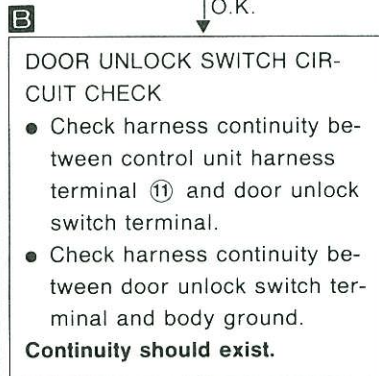 O.K.
B
DOOR UNLOCK SWITCH CIR-
CUIT CHECK
● Check harness continuity be-
tween control unit harness
terminal ⑪ and door unlock
switch terminal.
● Check harness continuity be-
tween door unlock switch ter-
minal and body ground.
Continuity should exist.